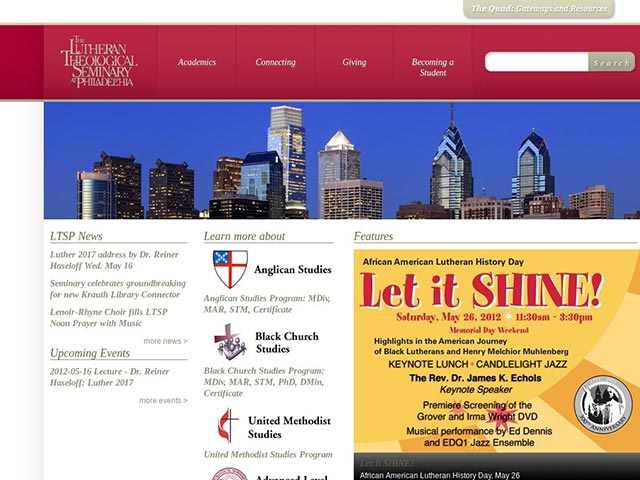 The Quad: Gateways and Resources
THE
LUTHERAN
THEOLOGICAL
SEMINARY
AT PHILADELPHIA
Academics
Connecting
Giving
Becoming a
Student
Search
LTSP News
Luther 2017 address by Dr. Reiner
Haseloff Wed. May 16
Seminary celebrates groundbreaking
for new Krauth Library Connector
Lenoir-Rhyne Choir fills LTSP
Noon Prayer with Music
more news >
Upcoming Events
2012-05-16 Lecture - Dr. Reiner
Haseloff: Luther 2017
more events >
Learn more about
Anglican Studies
Anglican Studies Program: MDiv,
MAR, STM, Certificate
Black Church
Studies
Black Church Studies Program:
MDiv, MAR, STM, PhD, DMin,
Certificate
United Methodist
Studies
United Methodist Studies Program
Advanced Level
Features
African American Lutheran History Day
Let it SHINE!
Saturday, May 26, 2012 * 11:30am - 3:30pm
Memorial Day Weekend
Highlights in the American Journey
of Black Lutherans and Henry Melchior Muhlenberg
KEYNOTE LUNCH • CANDLELIGHT JAZZ
The Rev. Dr. James K. Echols
Keynote Speaker
Premiere Screening of the
Grover and Irma Wright DVD
Musical performance by Ed Dennis
and EDQ1 Jazz Ensemble
ANNIVERSARY
Let It SHINE!
African American Lutheran History Day, May 26